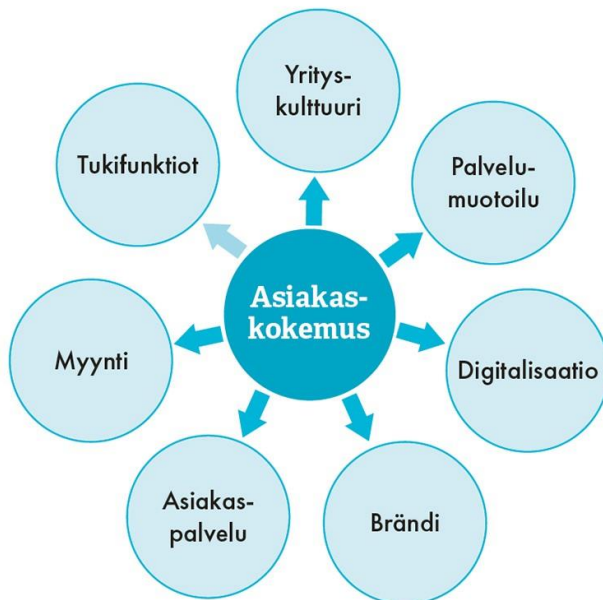 Yritys-
kulttuuri
Palvelu-
muotoilu
Digitalisaatio
Brändi
Asiakas-
palvelu
Myynti
Tukifunktiot
Asiakas-
kokemus